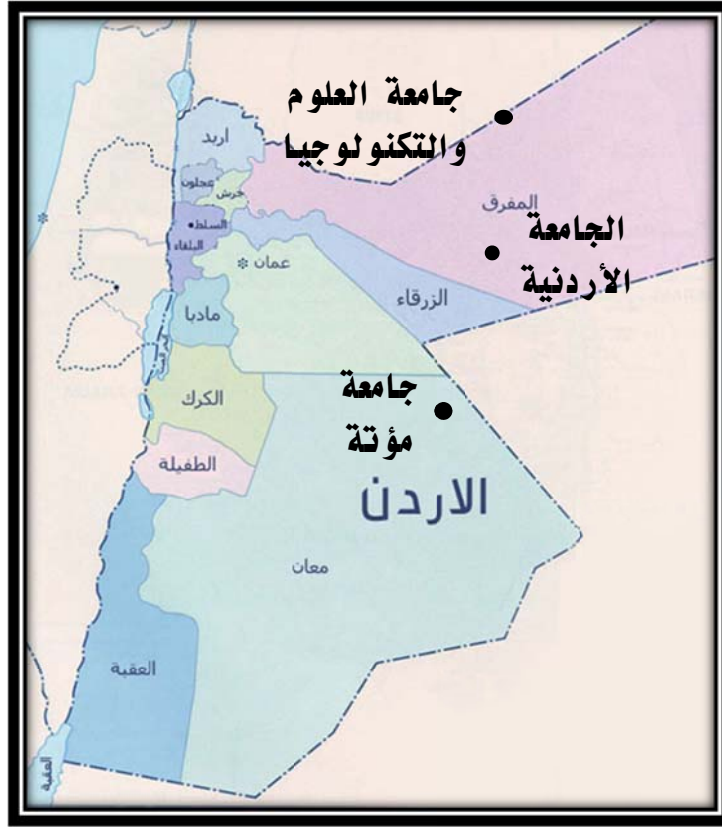 جامعة العلوم
والتكنولوجيا
اربد
عجلون
جرش
المفرق
السلط
البلقاء
الجامعة
الأردنية
عمان
الزرقاء
مادبا
جامعة
مؤتة
الكرك
الطفيلة
الاردن
معان
العقبة
العقبة